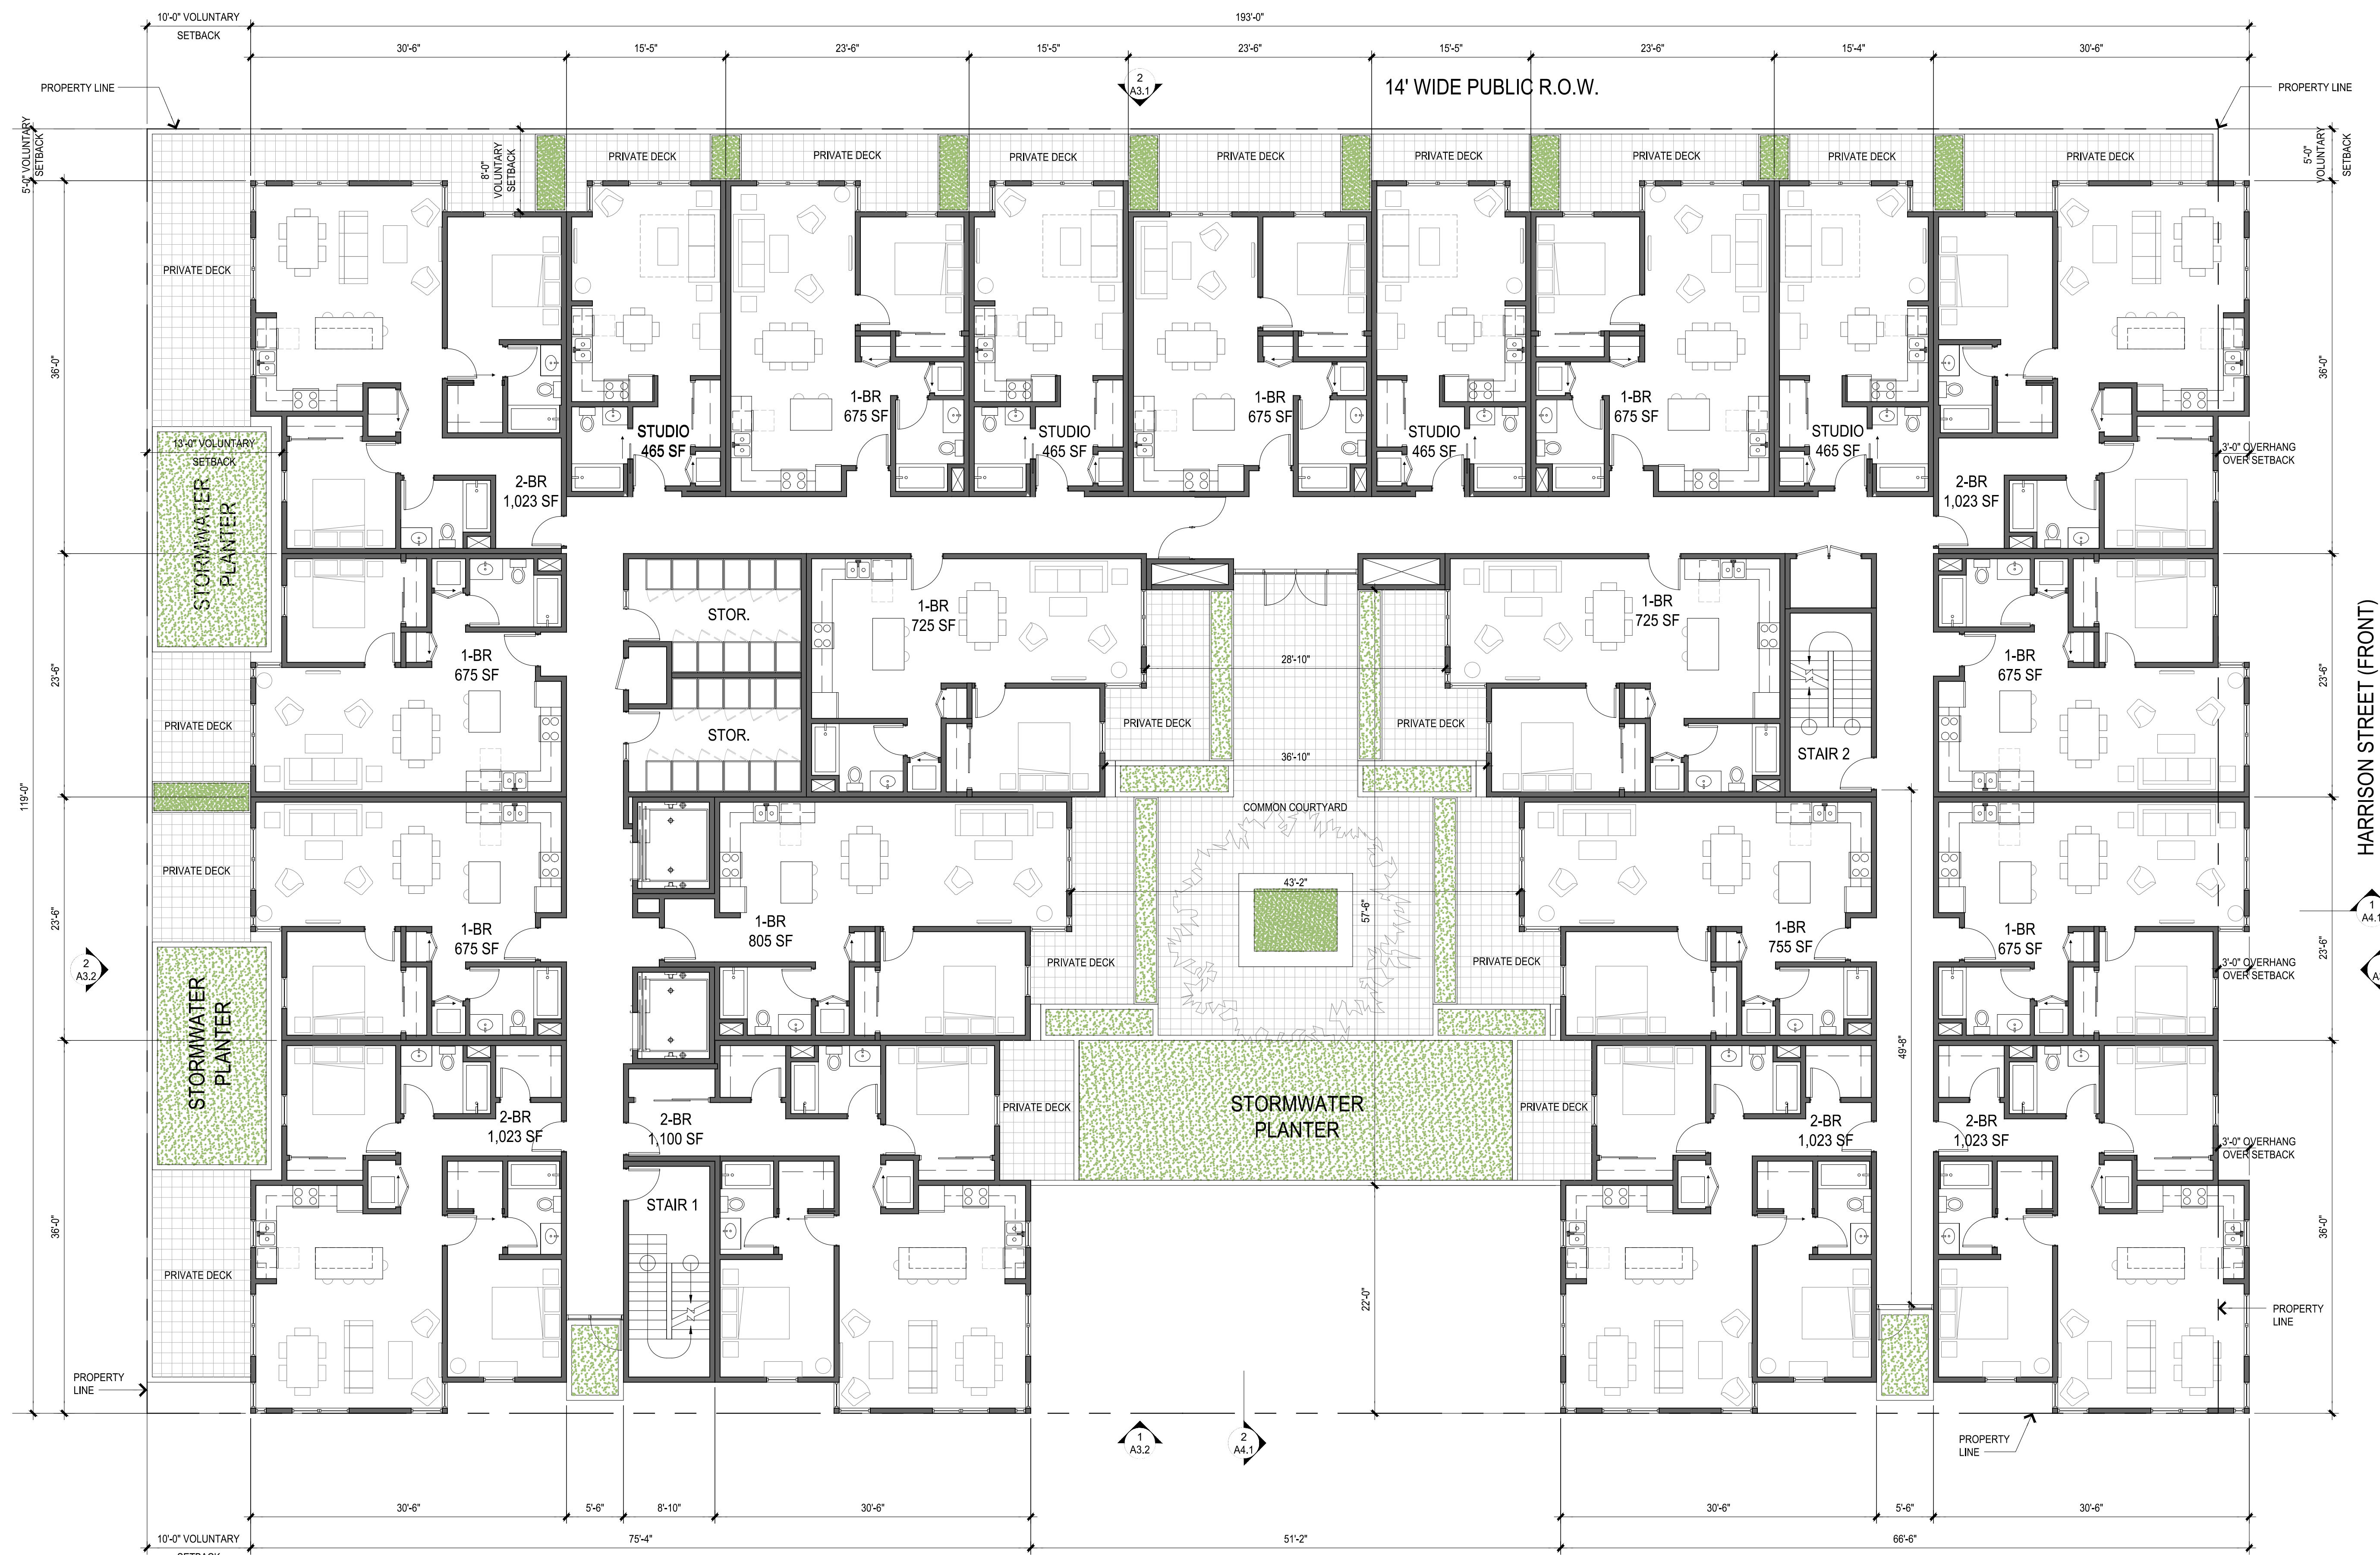 10'-0" VOLUNTARY
SETBACK
193'-0"
30'-6"
15'-5"
23'-6"
15'-5"
23'-6"
15'-5"
23'-6"
15'-4"
30'-6"
PROPERTY LINE
2
A3.1
14' WIDE PUBLIC R.O.W.
PROPERTY LINE
5'-0" VOLUNTARY
SETBACK
8'-0"
VOLUNTARY
SETBACK
PRIVATE DECK
PRIVATE DECK
PRIVATE DECK
PRIVATE DECK
PRIVATE DECK
PRIVATE DECK
PRIVATE DECK
PRIVATE DECK
5'-0"
VOLUNTARY
SETBACK
PRIVATE DECK
36'-0"
36'-0"
1-BR
675 SF
1-BR
675 SF
1-BR
675 SF
STUDIO
465 SF
STUDIO
465 SF
STUDIO
465 SF
STUDIO
465 SF
13'-0" VOLUNTARY
SETBACK
3'-0" OVERHANG
OVER SETBACK
2-BR
1,023 SF
2-BR
1,023 SF
STORMWATER
PLANTER
STOR.
1-BR
725 SF
1-BR
725 SF
28'-10"
1-BR
675 SF
1-BR
675 SF
23'-6"
23'-6"
HARRISON STREET (FRONT)
PRIVATE DECK
STOR.
PRIVATE DECK
PRIVATE DECK
36'-10"
STAIR 2
119'-0"
COMMON COURTYARD
PRIVATE DECK
43'-2"
57'-6"
23'-6"
1-BR
675 SF
1-BR
805 SF
1-BR
755 SF
1-BR
675 SF
23'-6"
1
A4.1
2
A3.2
PRIVATE DECK
PRIVATE DECK
3'-0" OVERHANG
OVER SETBACK
STORMWATER
PLANTER
49'-8"
2-BR
1,023 SF
2-BR
1,100 SF
PRIVATE DECK
STORMWATER
PLANTER
PRIVATE DECK
2-BR
1,023 SF
2-BR
1,023 SF
3'-0" OVERHANG
OVER SETBACK
STAIR 1
36'-0"
36'-0"
PRIVATE DECK
22'-0"
PROPERTY
LINE
PROPERTY
LINE
1
A3.2
2
A4.1
PROPERTY
LINE
30'-6"
5'-6"
8'-10"
30'-6"
30'-6"
5'-6"
30'-6"
10'-0" VOLUNTARY
SETBACK
75'-4"
51'-2"
66'-6"